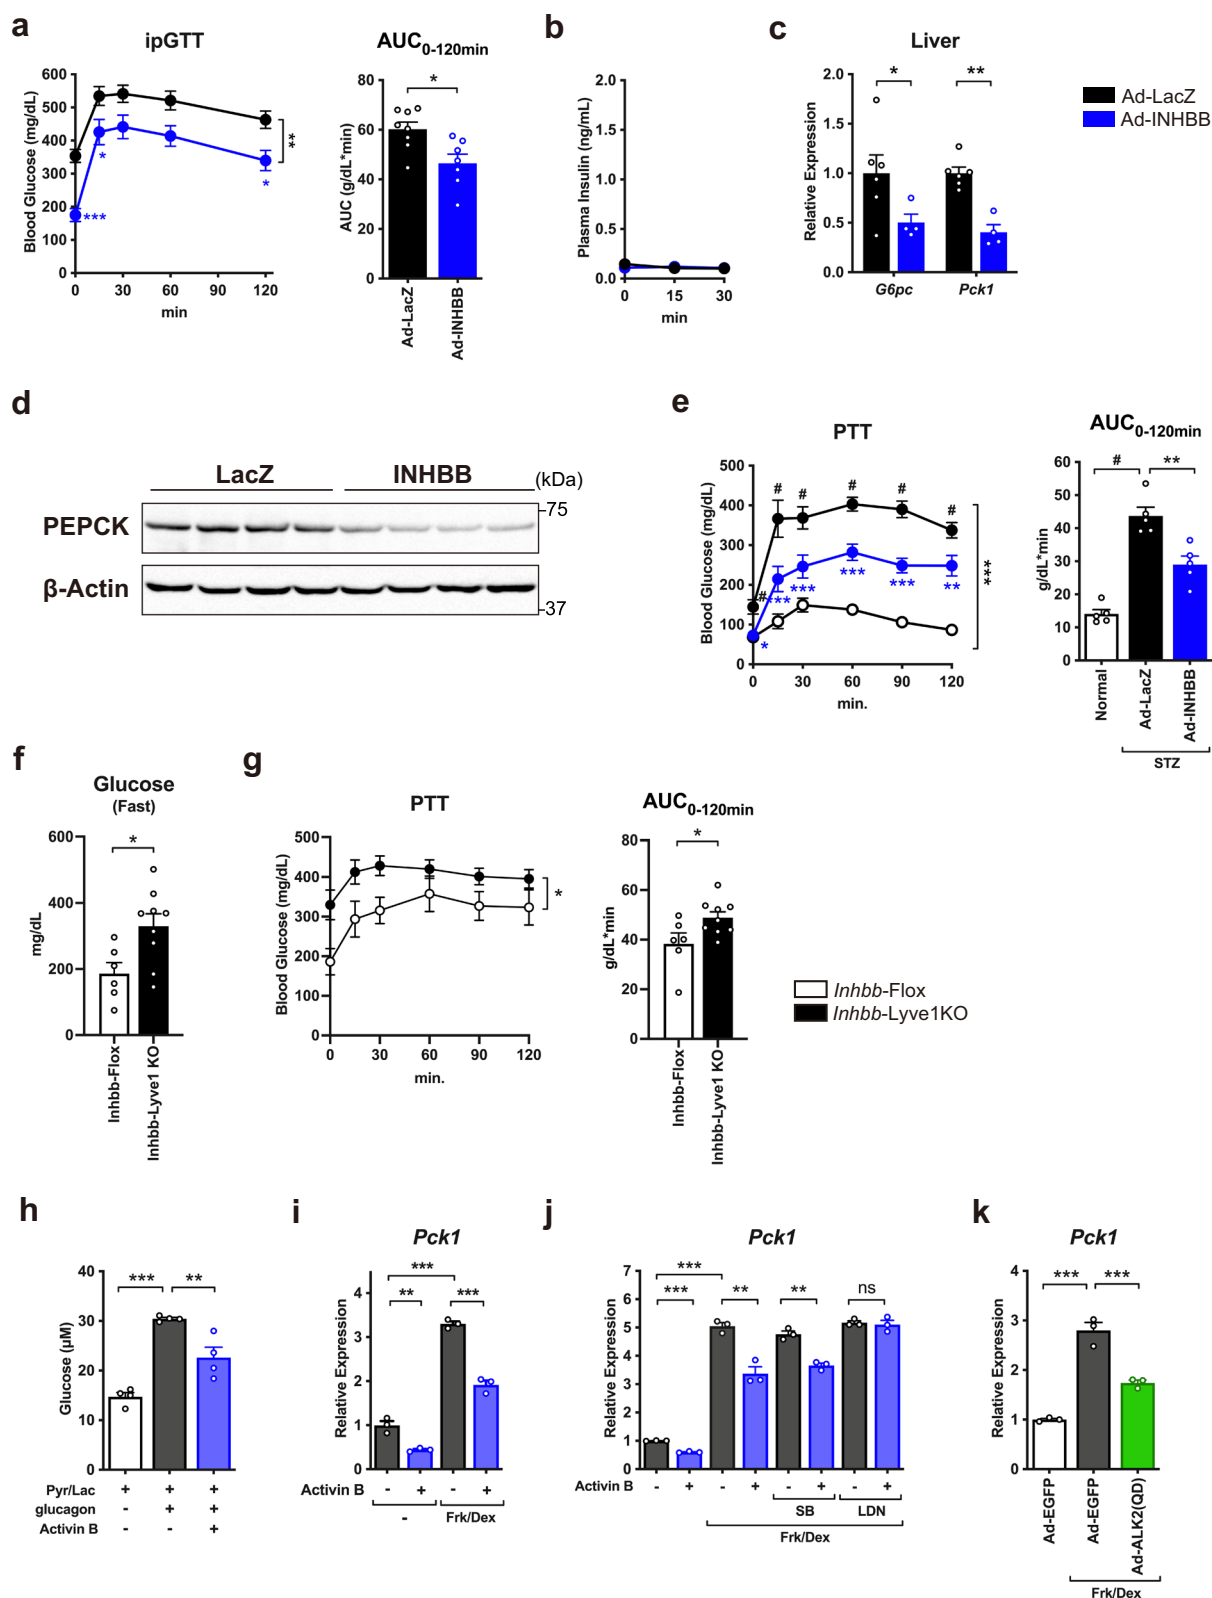 a
ipGTT
Blood Glucose (mg/dL)
600
500
400
300
200
100
0
***
*
*
**
0 30 60 120
min
AUC0-120min
AUC (g/dL*min)
80
60
40
20
0
*
Ad-LacZ
Ad-INHBB
b
Plasma Insulin (ng/mL)
2.0
1.5
1.0
0.5
0.0
0 15 30
min
c
Liver
Relative Expression
2.0
1.5
1.0
0.5
0.0
* **
G6pc Pck1
Ad-LacZ
Ad-INHBB
d
LacZ INHBB (kDa)
PEPCK
75
β-Actin
37
e
PTT
Blood Glucose (mg/dL)
500
400
300
200
100
0
# # # # # #
*** *** *** *** **
*
***
0 30 60 90 120
min.
AUC0-120min
g/dL*min
60
50
40
30
20
10
0
# **
Normal
Ad-LacZ
Ad-INHBB
STZ
f
Glucose
(Fast)
mg/dL
600
400
200
0
*
Inhbb-Flox
Inhbb-Lyve1 KO
g
PTT
Blood Glucose (mg/dL)
500
400
300
200
100
0
*
0 30 60 90 120
min.
AUC0-120min
g/dL*min
80
60
40
20
0
*
Inhbb-Flox
Inhbb-Lyve1 KO
Inhbb-Flox
Inhbb-Lyve1KO
h
Glucose (µM)
40
30
20
10
0
*** **
Pyr/Lac + + +
glucagon - + +
Activin B - - +
i
Pck1
Relative Expression
4
3
2
1
0
***
** ***
Activin B - + - +
- Frk/Dex
j
Pck1
Relative Expression
7
6
5
4
3
2
1
0
***
*** ** ** ns
Activin B - + - + - + - +
SB LDN
Frk/Dex
k
Pck1
Relative Expression
4
3
2
1
0
*** ***
Ad-EGFP
Ad-EGFP
Ad-ALK2(QD)
Frk/Dex